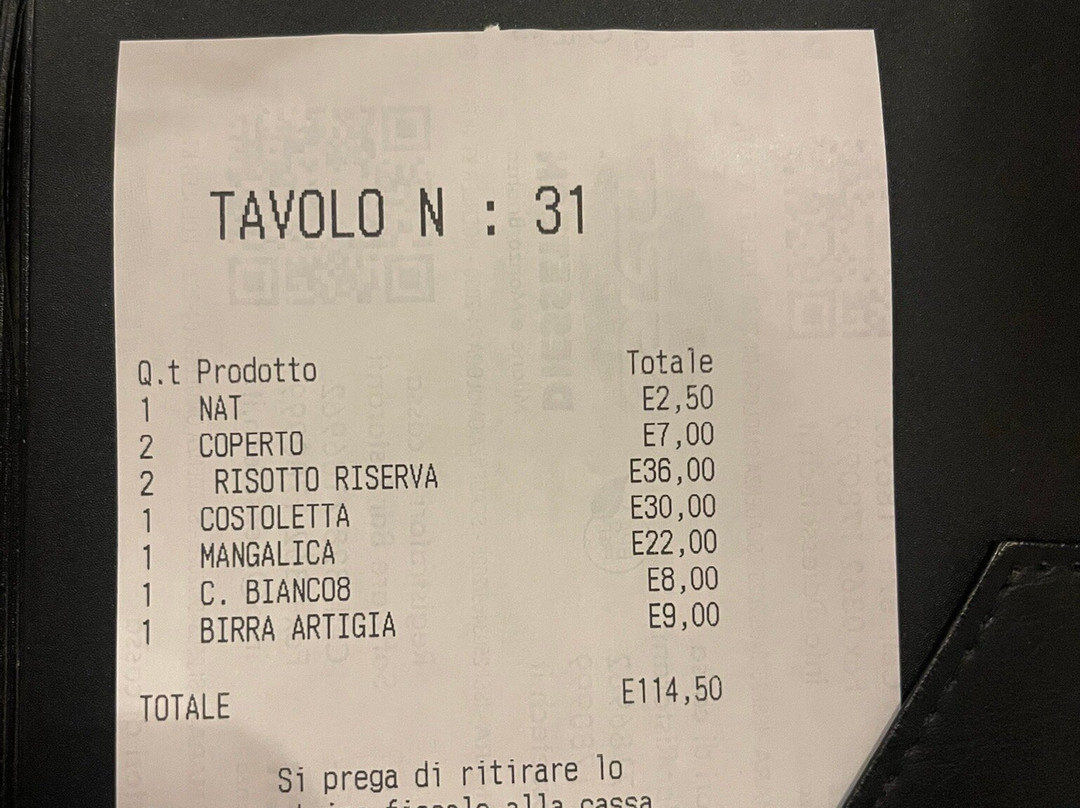 TAVOLO N : 31
Q.t Prodotto Totale
1 NAT E2,50
2 COPERTO E7,00
2 RISOTTO RISERVA E36,00
1 COSTOLETTA E30,00
1 MANGALICA E22,00
1 C. BIANCO8 E8,00
1 BIRRA ARTIGIA E9,00
TOTALE E114,50
Si prega di ritirare lo
alla cassa